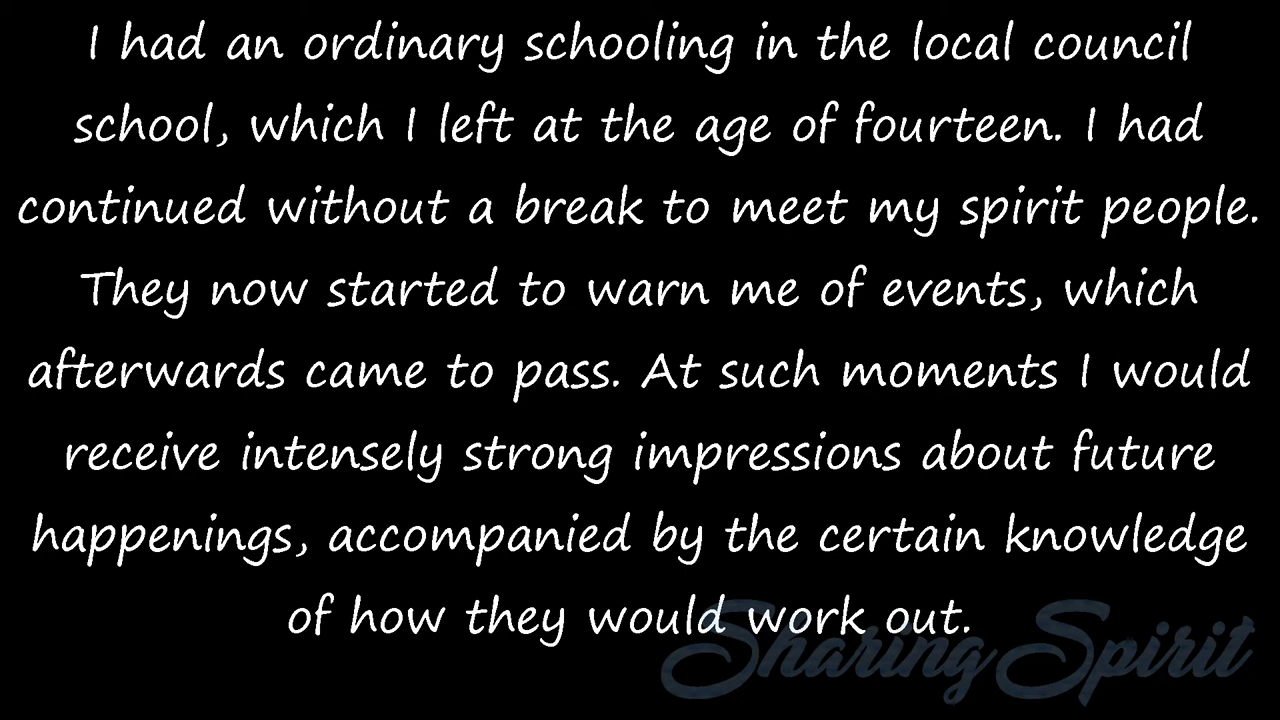 I had an ordinary schooling in the local council
school, which I left at the age of fourteen. I had
continued without a break to meet my spirit people.
They now started to warn me of events, which
afterwards came to pass. At such moments I would
receive intensely strong impressions about future
happenings, accompanied by the certain knowledge
of how they would work out.
Sharing Spirit